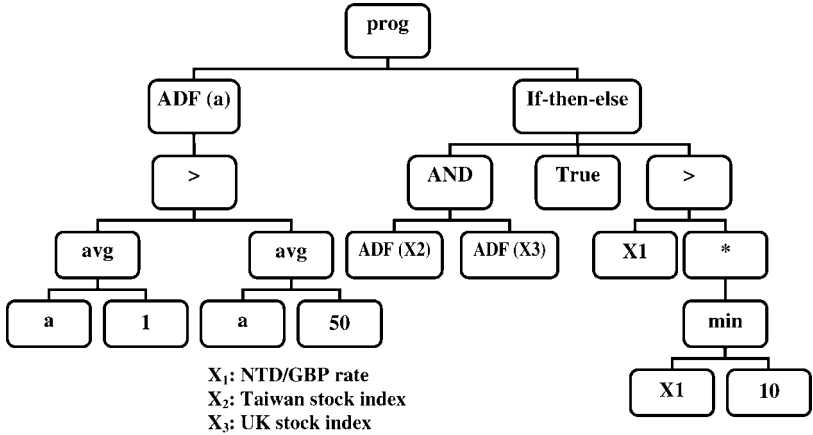 prog
ADF (a)
If-then-else
>
AND
True
>
avg
avg
ADF (X2)
ADF (X3)
X1
*
a
1
a
50
min
X1
10
X₁: NTD/GBP rate
X₂: Taiwan stock index
X₃: UK stock index